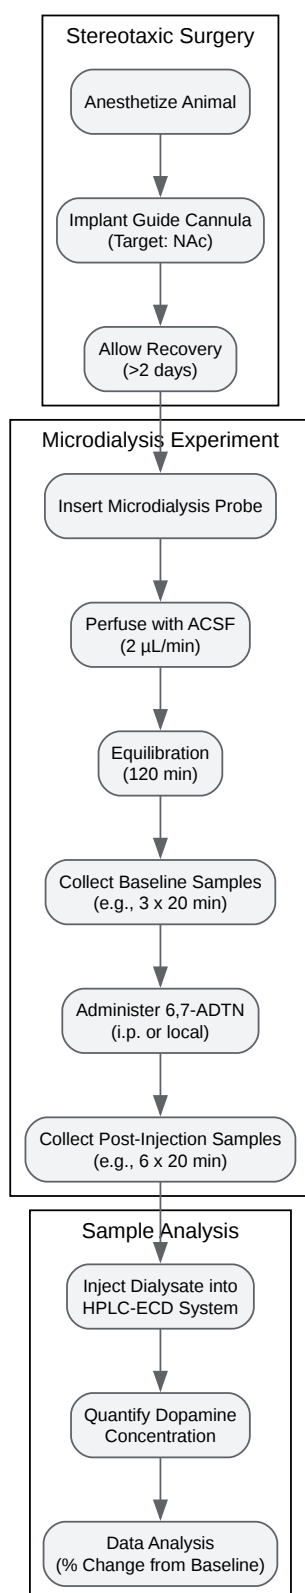 Stereotaxic Surgery
Anesthetize Animal
Implant Guide Cannula
(Target: NAc)
Allow Recovery
(>2 days)
Microdialysis Experiment
Insert Microdialysis Probe
Perfuse with ACSF
(2 µL/min)
Equilibration
(120 min)
Collect Baseline Samples
(e.g., 3 x 20 min)
Administer 6,7-ADTN
(i.p. or local)
Collect Post-Injection Samples
(e.g., 6 x 20 min)
Sample Analysis
Inject Dialysate into
HPLC-ECD System
Quantify Dopamine
Concentration
Data Analysis
(% Change from Baseline)